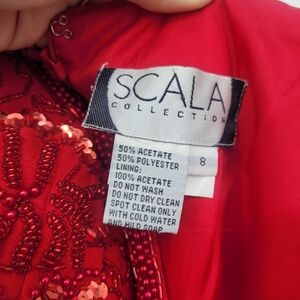 SCALA
COLLECTION
50% ACETATE
50% POLYESTER
LINING:
100% ACETATE
DO NOT WASH
DO NOT DRY CLEAN
SPOT CLEAN ONLY
WITH COLD WATER
AND MILD SOAP
8